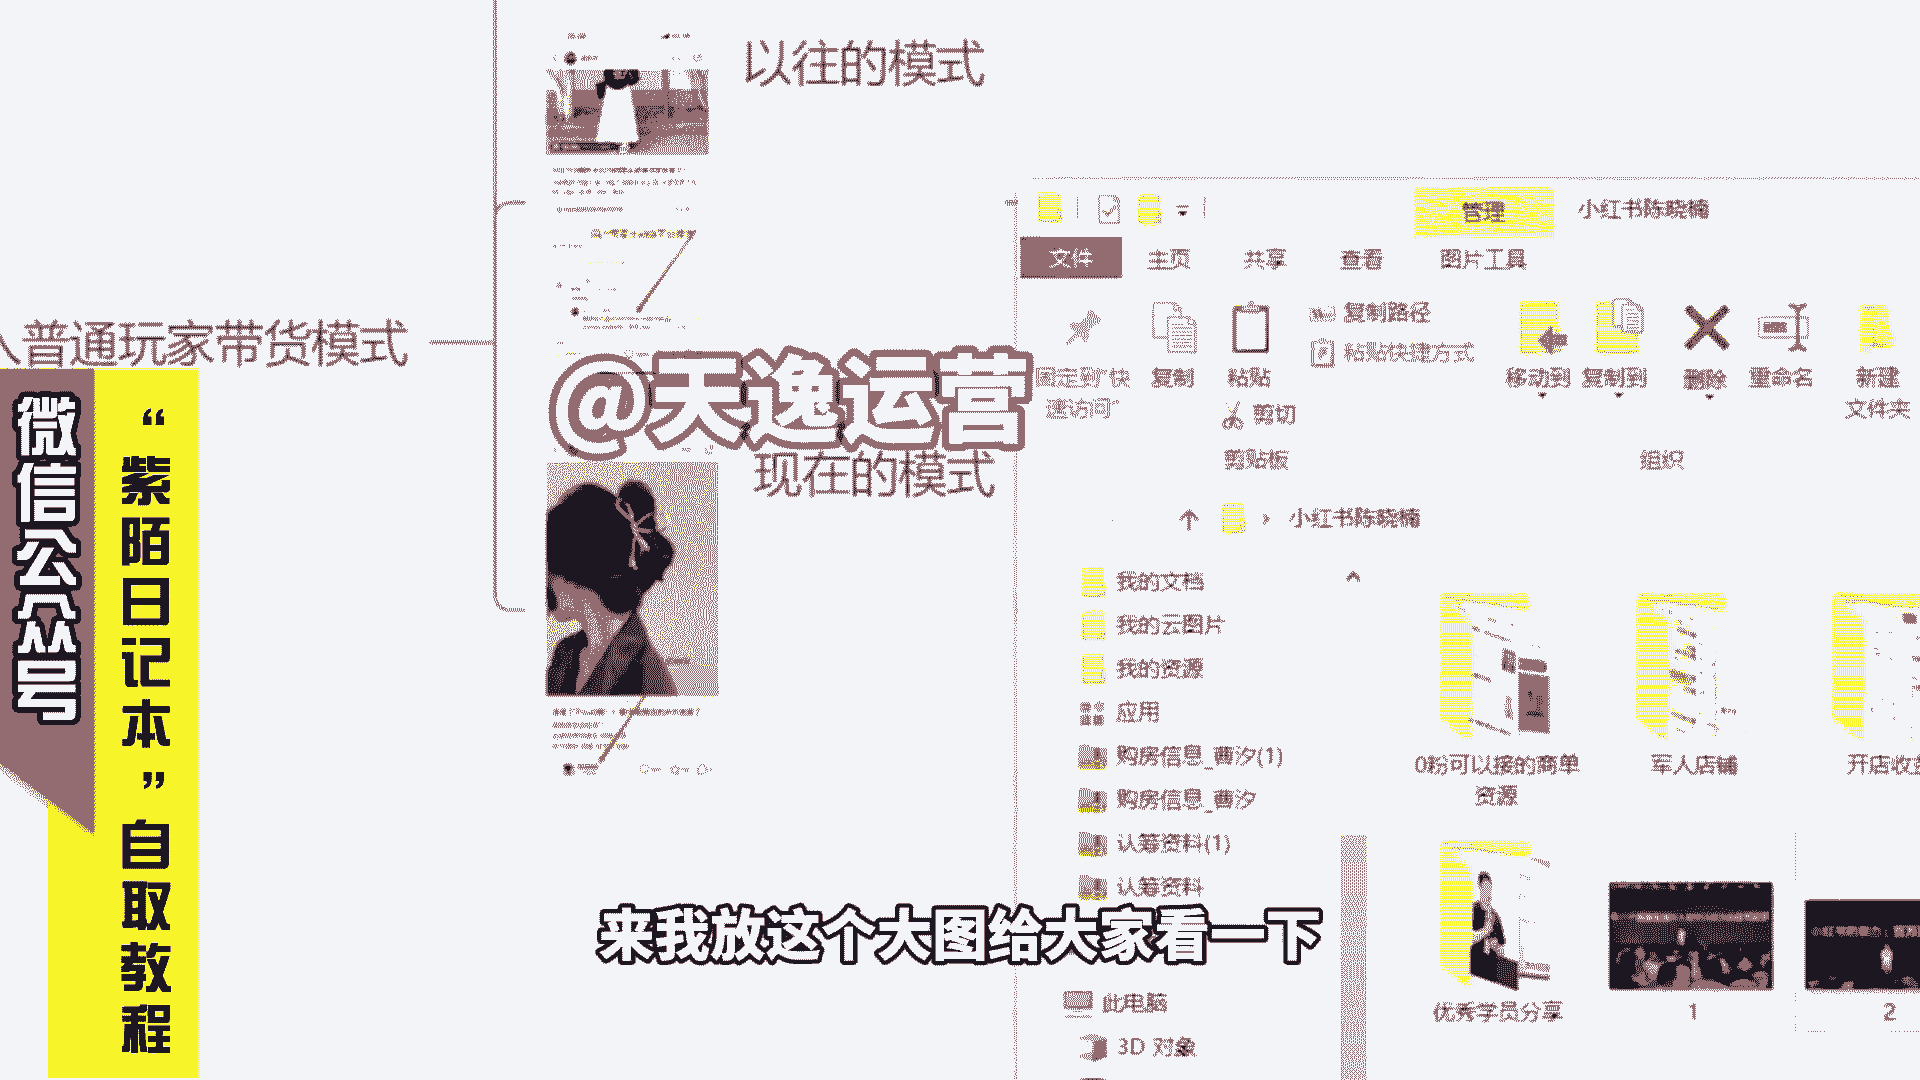 以往的模式
普通玩家带货模式
现在的模式
@天逸运营
微信公众号
“紫陌日记本”自取教程
管理
小红书陈晓楠
文件
主页
共享
查看
图片工具
固定到“快
速访问”
复制
粘贴
复制路径
粘贴快捷方式
剪切
剪贴板
移动到
复制到
删除
重命名
新建
文件夹
组织
小红书陈晓楠
我的文档
我的云图片
我的资源
应用
购房信息_曹汐(1)
购房信息_曹汐
认筹资料(1)
认筹资料
此电脑
3D 对象
0粉可以接的商单
资源
军人店铺
开店收益
优秀学员分享
1
2
来我放这个大图给大家看一下